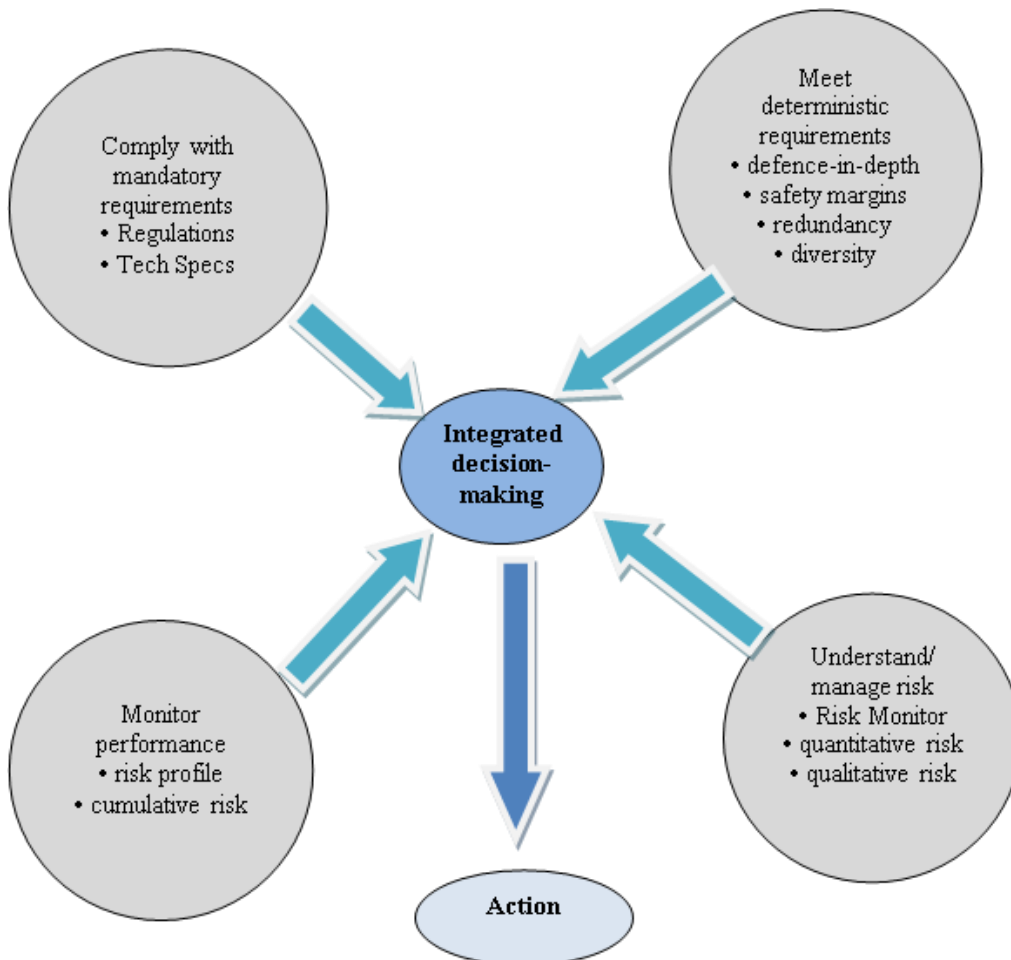 Comply with
mandatory
requirements
• Regulations
• Tech Specs
Meet
deterministic
requirements
• defence-in-depth
• safety margins
• redundancy
• diversity
Integrated
decision-
making
Monitor
performance
• risk profile
• cumulative risk
Understand/
manage risk
• Risk Monitor
• quantitative risk
• qualitative risk
Action